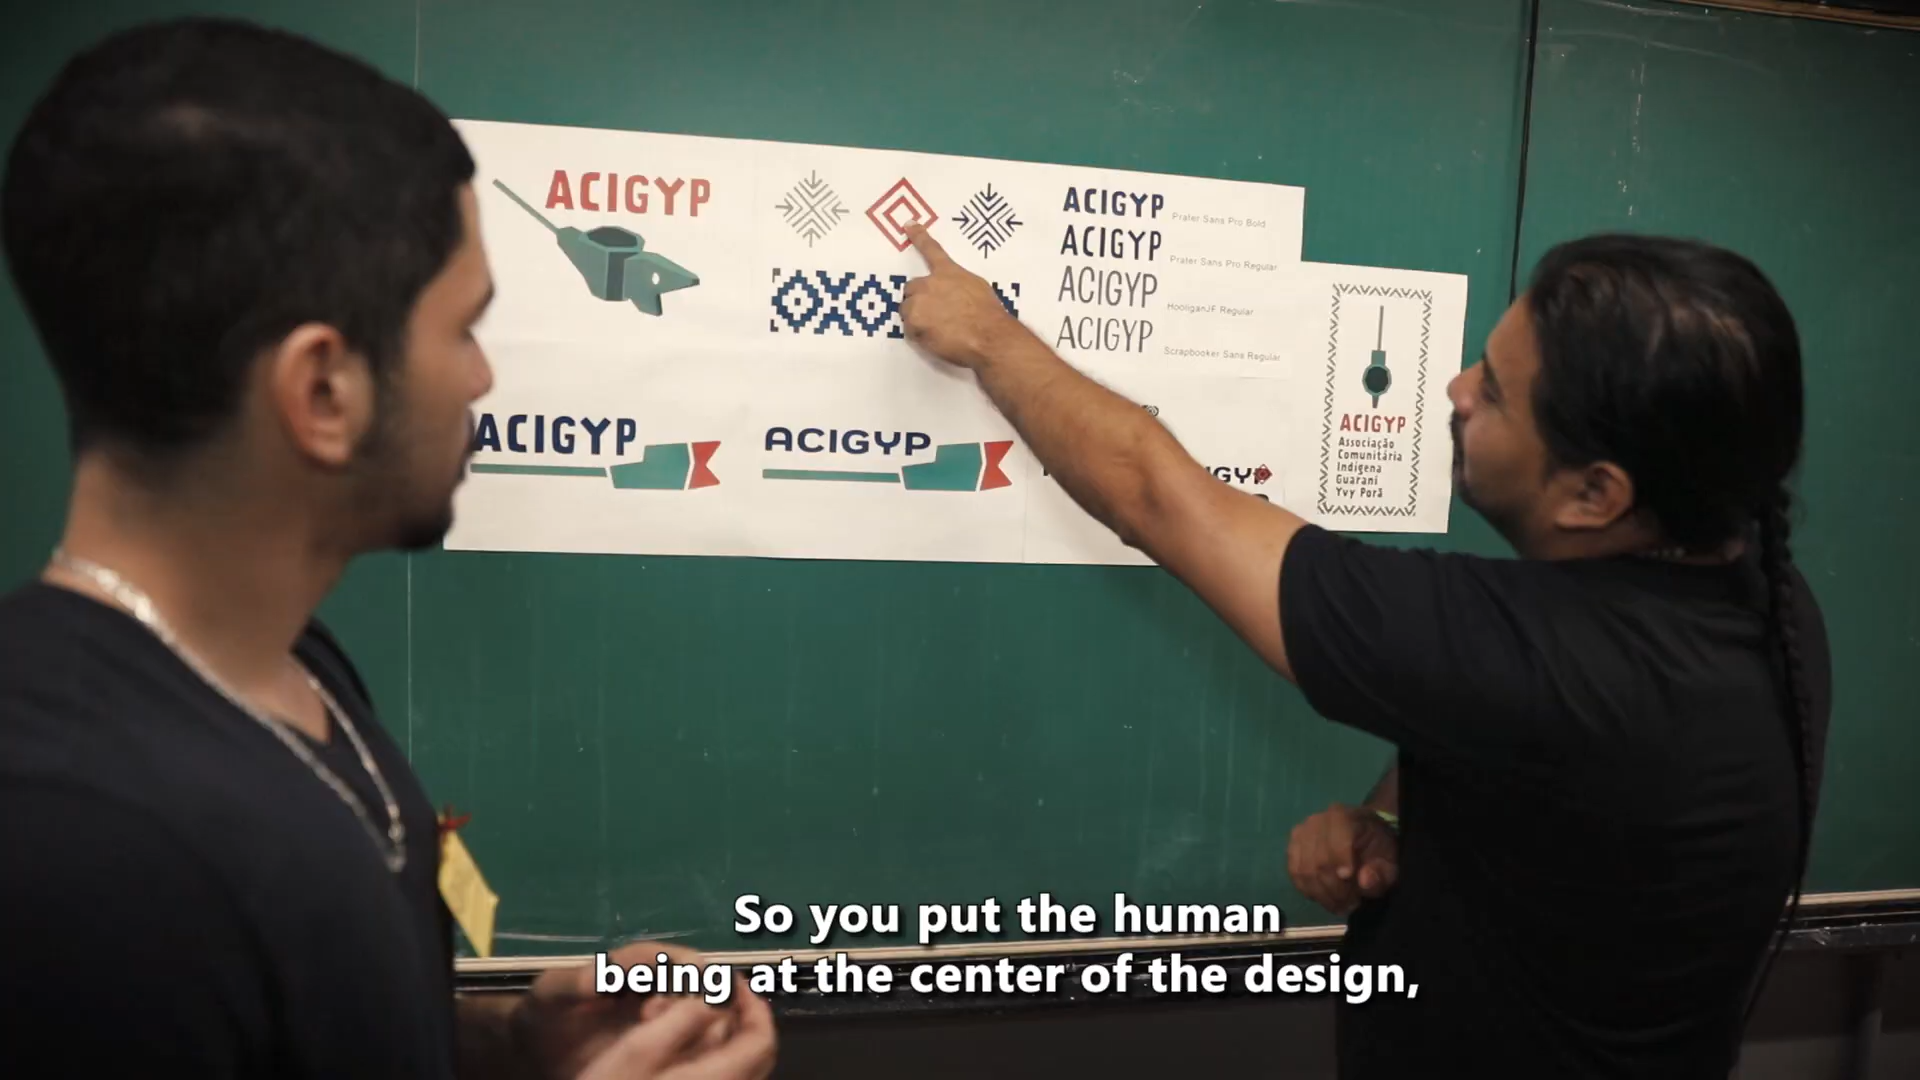 ACIGYP
ACIGYP
Prater Sans Pro Bold
ACIGYP
Prater Sans Pro Regular
ACIGYP
HooliganJF Regular
ACIGYP
Scrapbooker Sans Regular
ACIGYP
ACIGYP
ACIGYP
Associação
Comunitária
Indígena
Guarani
Yvy Porã
So you put the human
being at the center of the design,